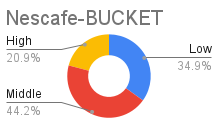 Nescafe-BUCKET
High
20.9%
Low
34.9%
Middle
44.2%